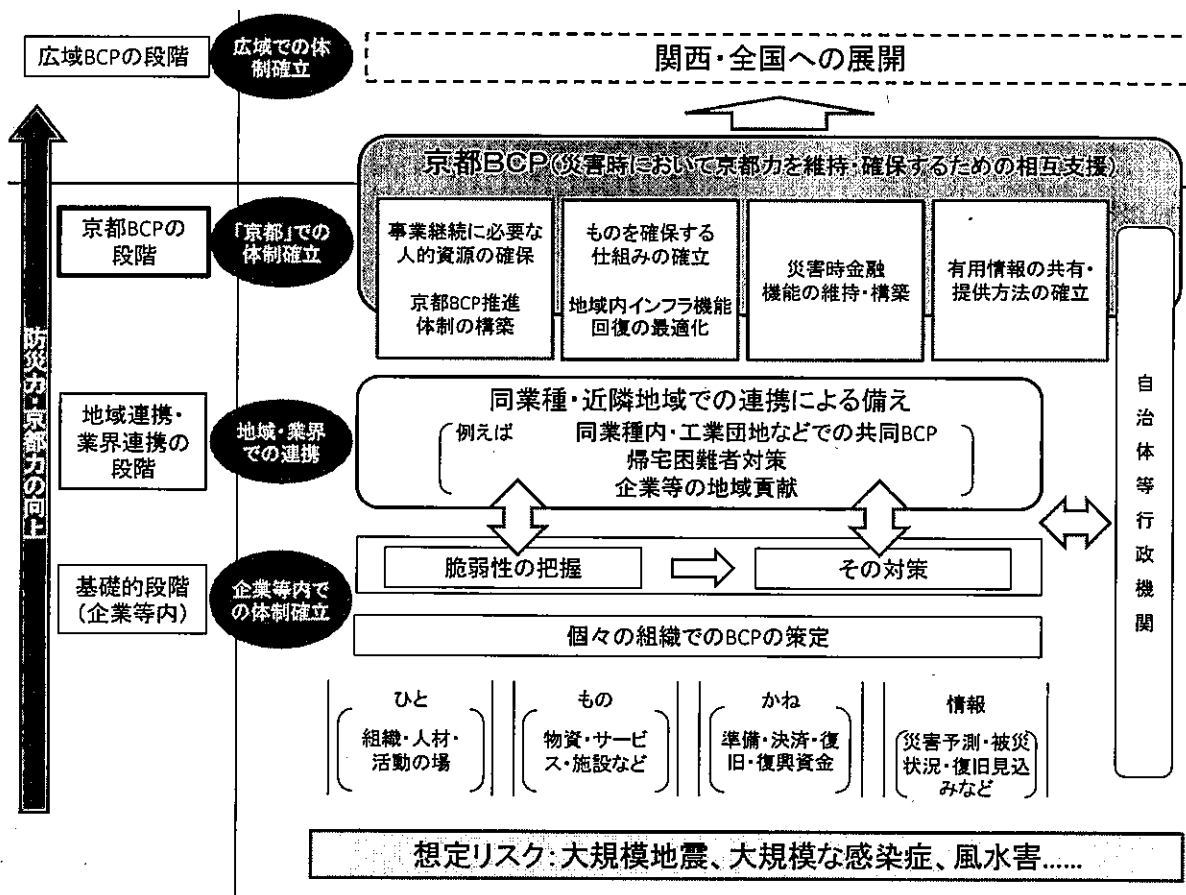 広域BCPの段階
広域での体
制確立
関西・全国への展開
京都BCP(災害時において京都力を維持・確保するための相互支援)
京都BCPの
段階
「京都」での
体制確立
事業継続に必要な
人的資源の確保
京都BCP推進
体制の構築
ものを確保する
仕組みの確立
地域内インフラ機能
回復の最適化
災害時金融
機能の維持・構築
有用情報の共有・
提供方法の確立
防災力・京都力の向上
地域連携・
業界連携の
段階
地域・業界
での連携
同業種・近隣地域での連携による備え
例えば 同業種内・工業団地などでの共同BCP
帰宅困難者対策
企業等の地域貢献
自治体等行政機関
基礎的段階
(企業等内)
企業等内で
の体制確立
脆弱性の把握
その対策
個々の組織でのBCPの策定
ひと
組織・人材・
活動の場
もの
物資・サービ
ス・施設など
かね
準備・決済・復
旧・復興資金
情報
災害予測・被災
状況・復旧見込
みなど
想定リスク:大規模地震、大規模な感染症、風水害……